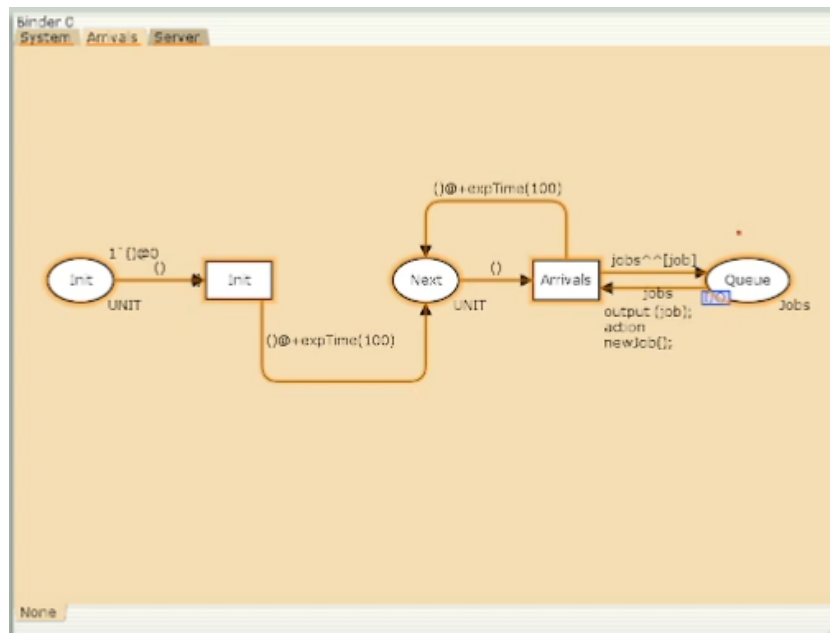 Binder 0
System Arrivals Server
()@+expTime(100)
1`()@0
()
Init
UNIT
Init
()@+expTime(100)
Next
UNIT
()
Arrivals
jobs^^[job]
jobs
output (job);
action
newJob();
Queue
I/O
Jobs
None